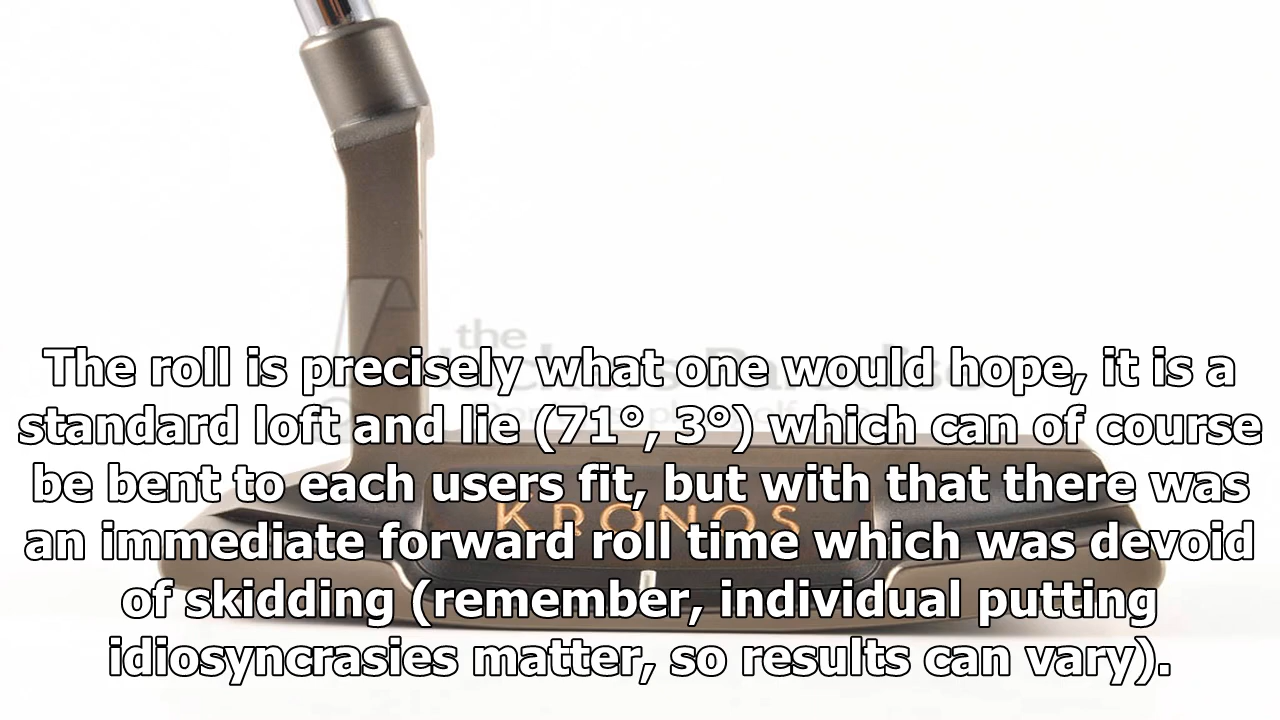 The roll is precisely what one would hope, it is a
standard loft and lie (71°, 3°) which can of course
be bent to each users fit, but with that there was
KRONOS
an immediate forward roll time which was devoid
of skidding (remember, individual putting
idiosyncrasies matter, so results can vary).
the